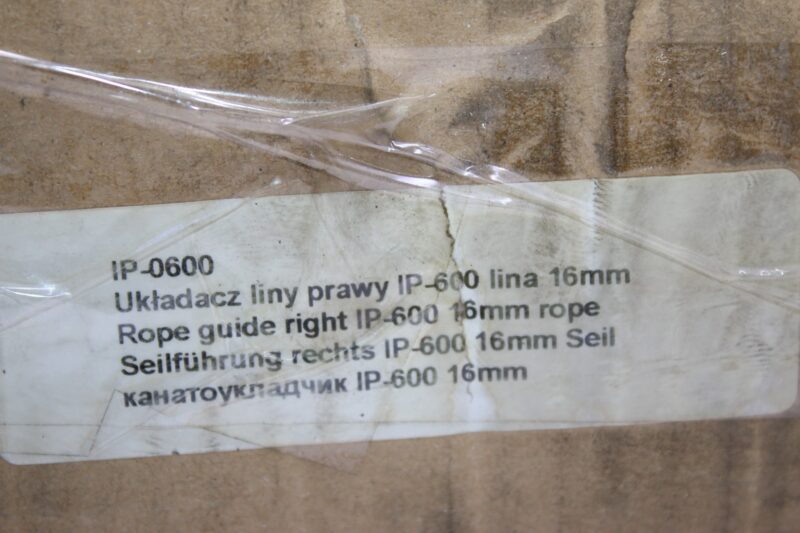 IP-0600
Układacz liny prawy IP-600 lina 16mm
Rope guide right IP-600 16mm rope
Seilführung rechts IP-600 16mm Seil
канатоукладчик IP-600 16mm